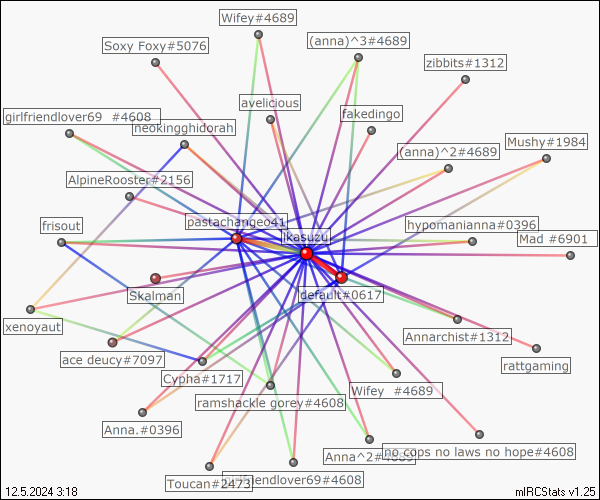 Wifey#4689
(anna)^3#4689
Soxy Foxy#5076
zibbits#1312
avelicious
fakedingo
girlfriendlover69 #4608
neokingghidorah
Mushy#1984
(anna)^2#4689
AlpineRooster#2156
pastachangeo41
frisout
hypomanianna#0396
jkasuzu
Mad #6901
Skalman
default#0617
xenoyaut
Annarchist#1312
ace deucy#7097
rattgaming
Cypha#1717
Wifey #4689
ramshackle gorey#4608
Anna.#0396
no cops no laws no hope#4608
Anna^2#4689
Toucan#2473
girlfriendlover69#4608
12.5.2024 3:18
mIRCStats v1.25